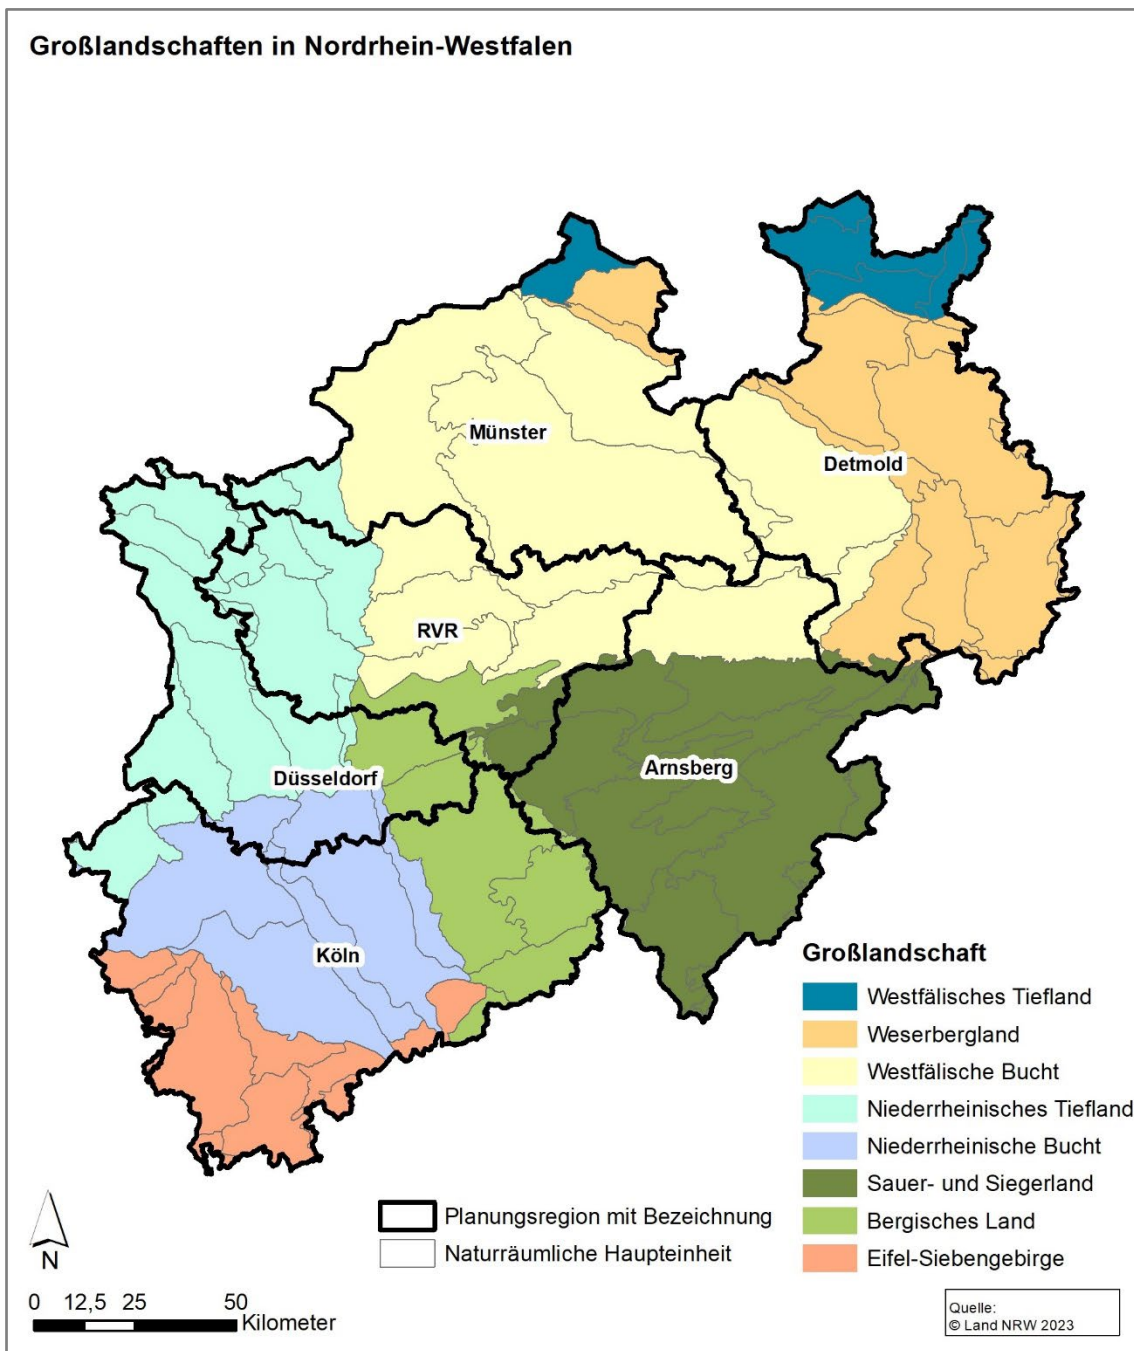 Großlandschaften in Nordrhein-Westfalen
Münster
Detmold
RVR
Düsseldorf
Arnsberg
Köln
Großlandschaft
Westfälisches Tiefland
Weserbergland
Westfälische Bucht
Niederrheinisches Tiefland
Niederrheinische Bucht
Sauer- und Siegerland
Bergisches Land
Eifel-Siebengebirge
Planungsregion mit Bezeichnung
Naturräumliche Haupteinheit
N
0 12,5 25 50
Kilometer
Quelle:
© Land NRW 2023